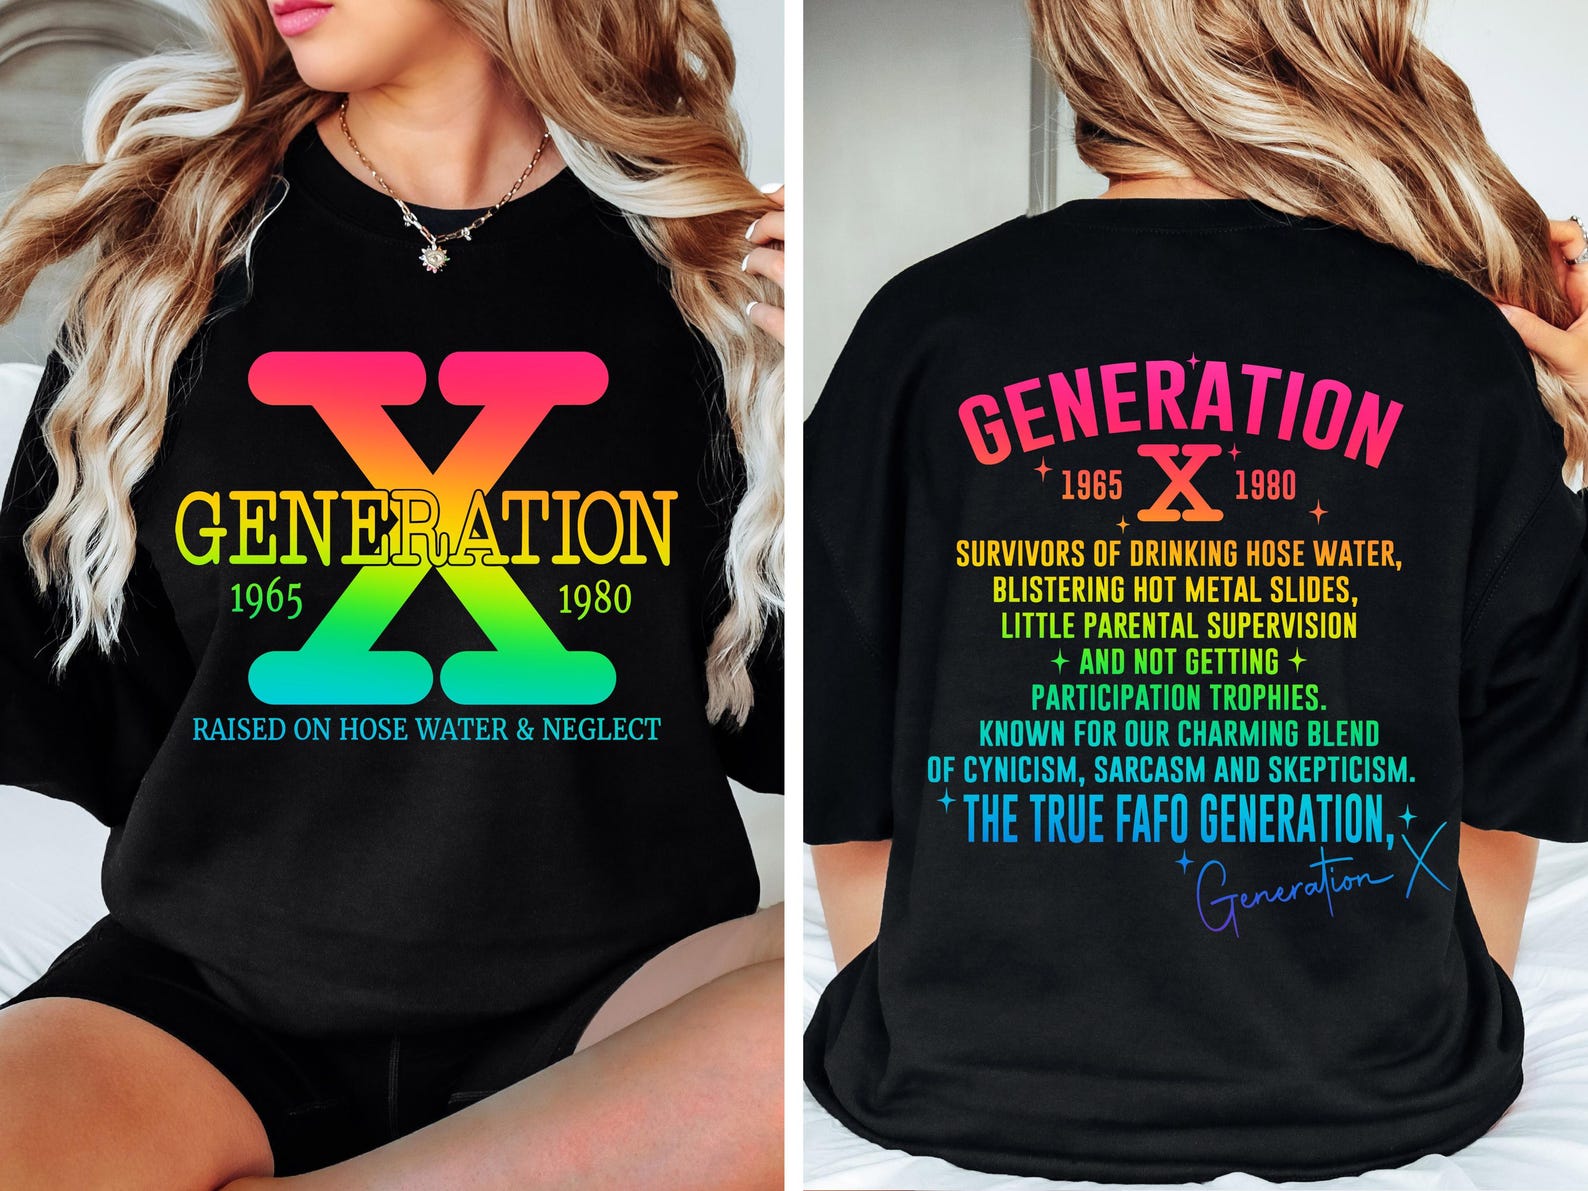 GENERATION
X
1965 1980
RAISED ON HOSE WATER & NEGLECT
GENERATION
1965 X 1980
SURVIVORS OF DRINKING HOSE WATER,
BLISTERING HOT METAL SLIDES,
LITTLE PARENTAL SUPERVISION
AND NOT GETTING
PARTICIPATION TROPHIES.
KNOWN FOR OUR CHARMING BLEND
OF CYNICISM, SARCASM AND SKEPTICISM.
THE TRUE FAFO GENERATION,
Generation X